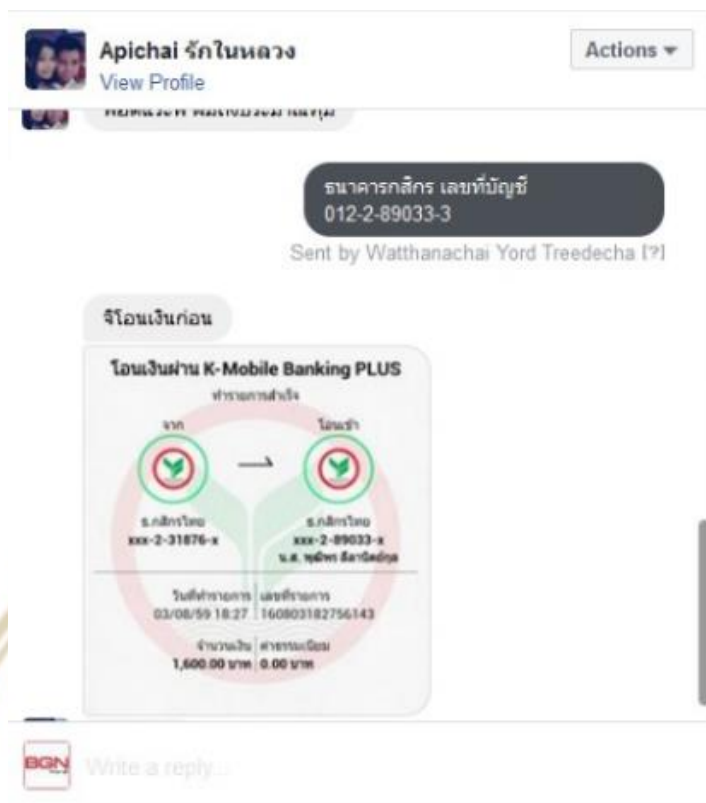 Apichai รักในหลวง
Actions
View Profile
ธนาคารกสิกร เลขที่บัญชี
012-2-89033-3
Sent by Watthanachai Yord Treedecha [?]
จิโอนเงินก่อน
โอนเงินผ่าน K-Mobile Banking PLUS
ทำรายการสำเร็จ
จาก โอนเข้า
ธ.กสิกรไทย ธ.กสิกรไทย
xxx-2-31876-x xxx-2-89033-x
น.ส.
วันที่ทำรายการ เลขที่รายการ
03/08/59 18:27 160803182756143
จำนวนเงิน ค่าธรรมเนียม
1,600.00 บาท 0.00 บาท
BGN Write a reply...